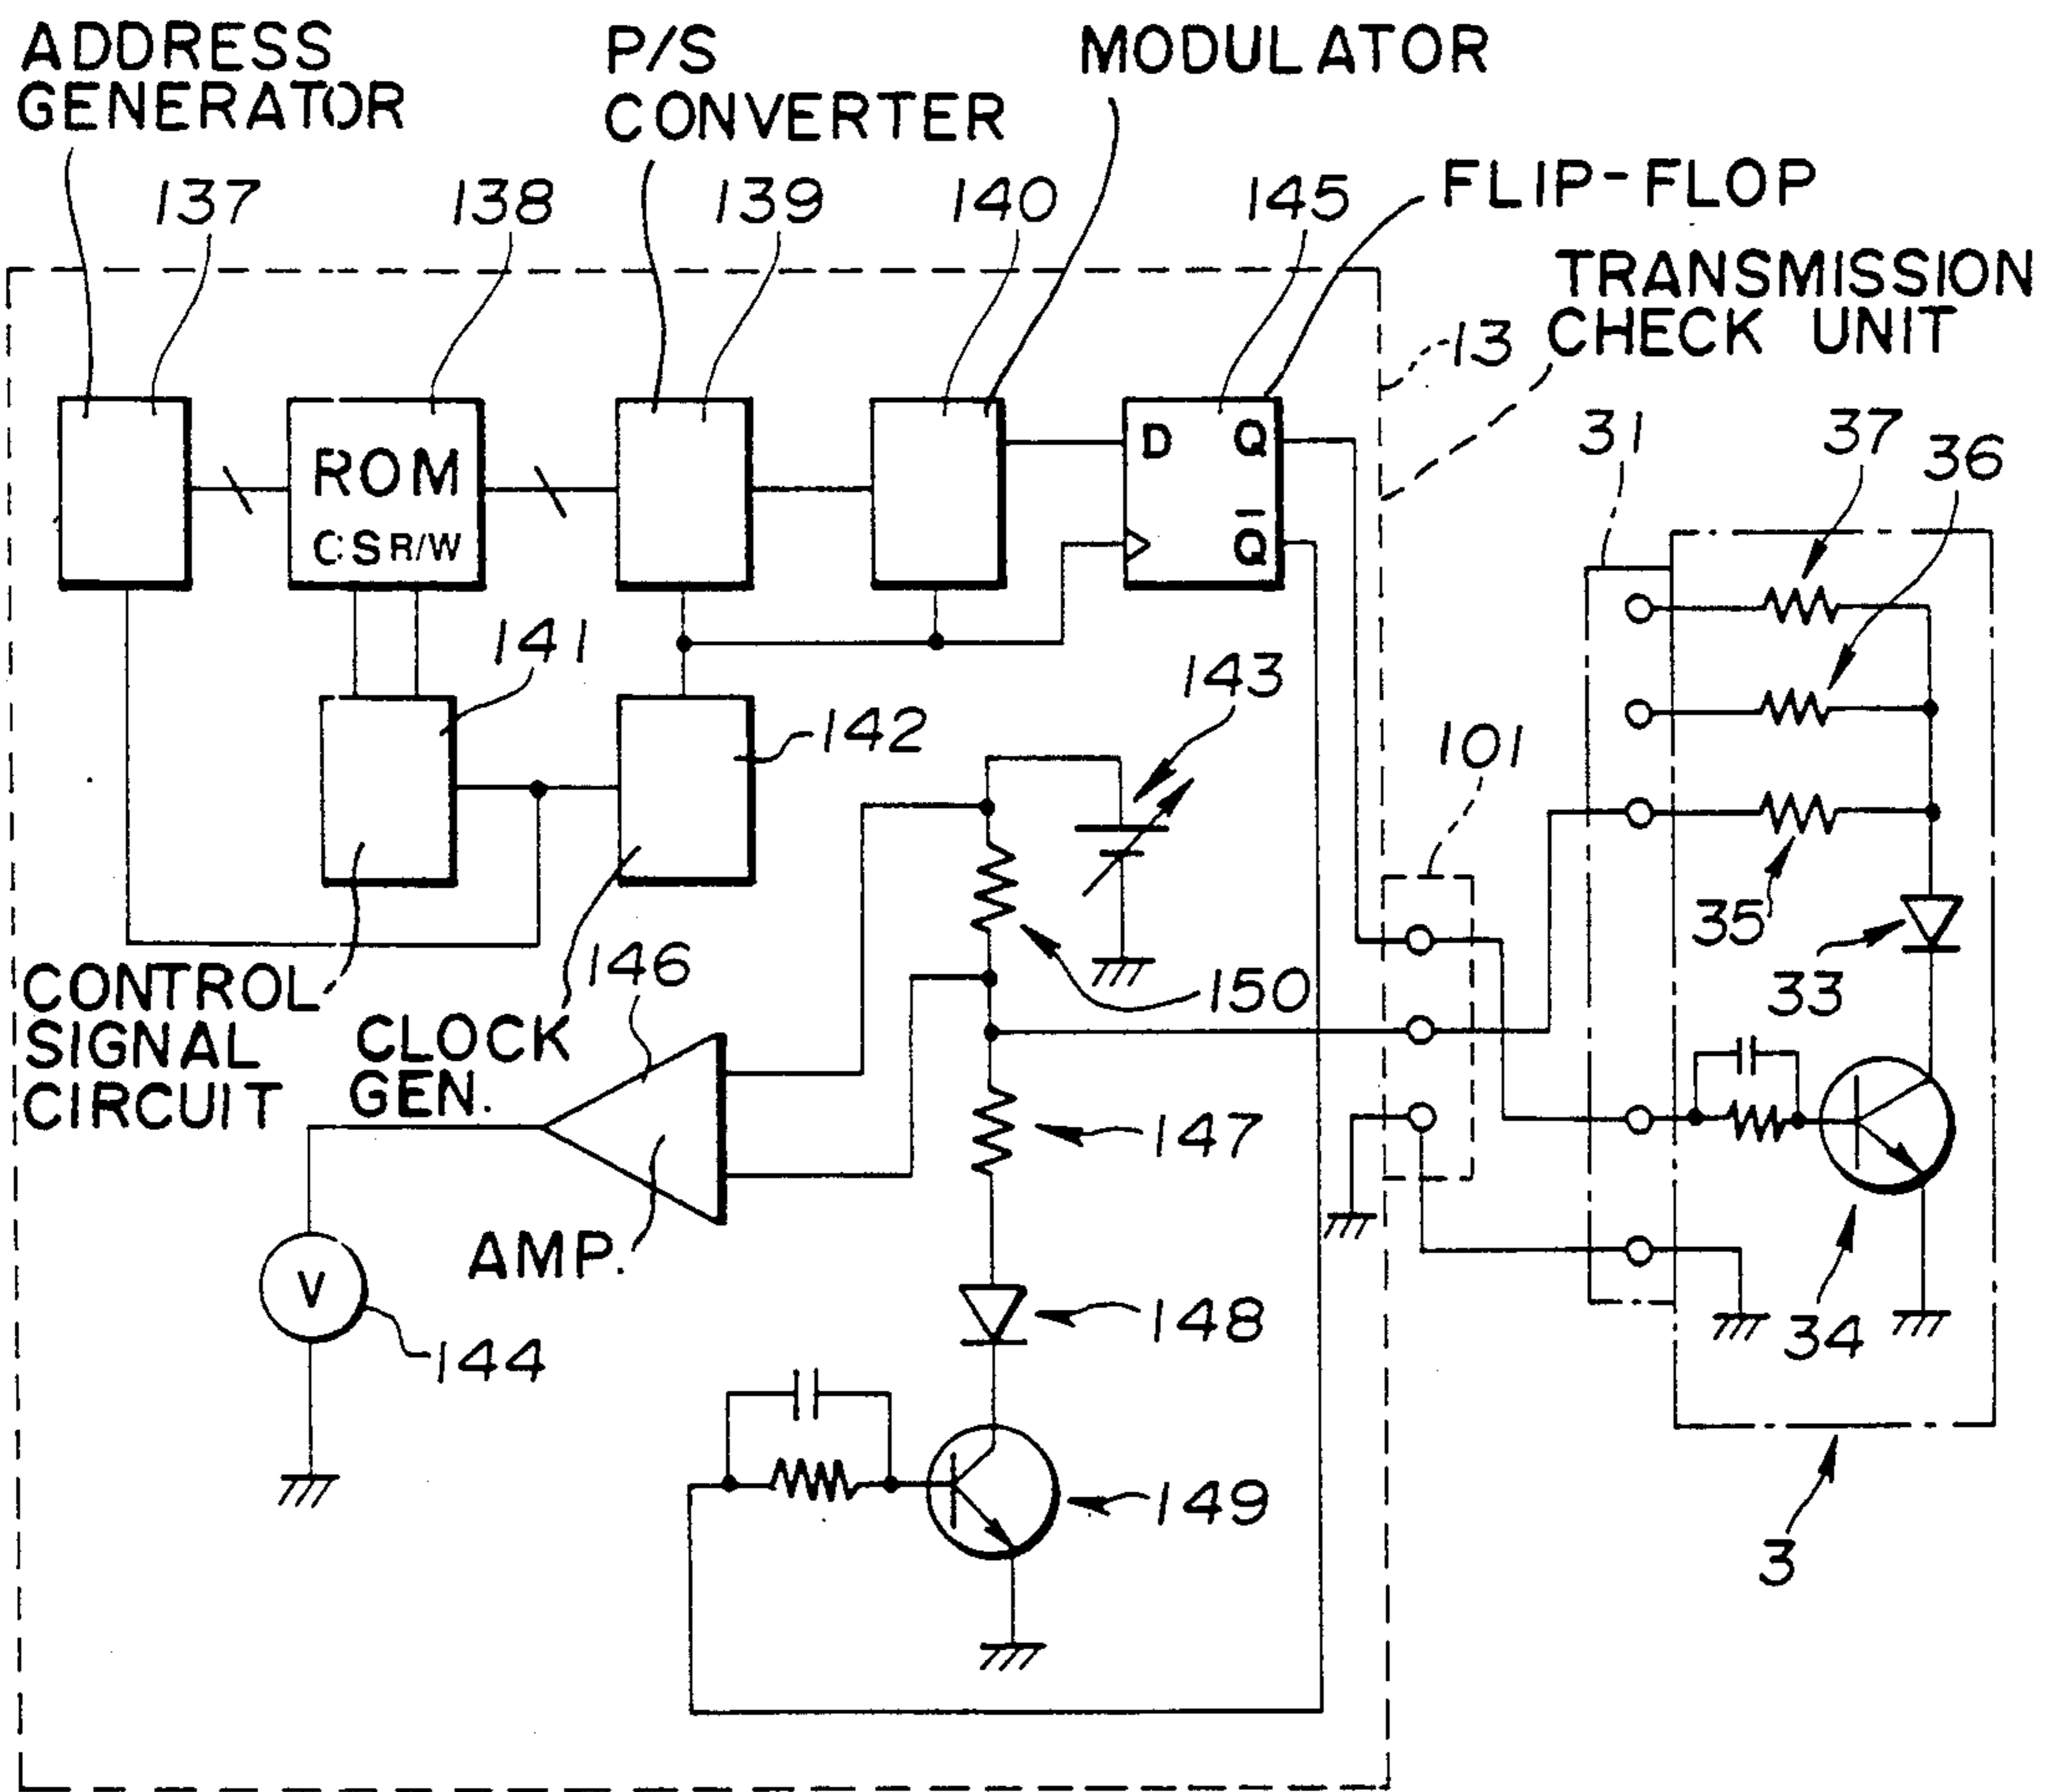 ADDRESS
GENERATOR
P/S
CONVERTER
MODULATOR
137
138
139
140
145
FLIP-FLOP
TRANSMISSION
CHECK UNIT
13
31
37
36
ROM
CS R/W
D Q
Q̅
141
142
143
101
35
33
CONTROL
SIGNAL
CIRCUIT
CLOCK
GEN.
146
150
147
AMP.
V
144
148
149
34
3